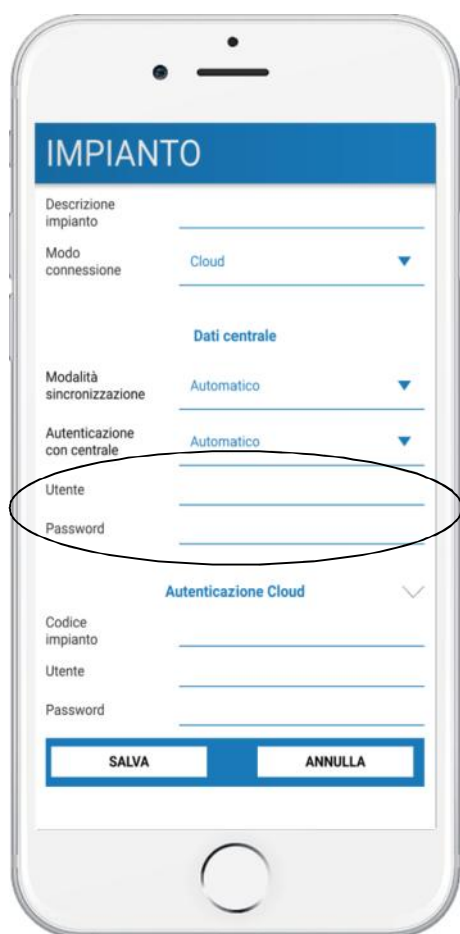 IMPIANTO
Descrizione
impianto
Modo
connessione
Cloud
Dati centrale
Modalità
sincronizzazione
Automatico
Autenticazione
con centrale
Automatico
Utente
Password
Autenticazione Cloud
Codice
impianto
Utente
Password
SALVA
ANNULLA